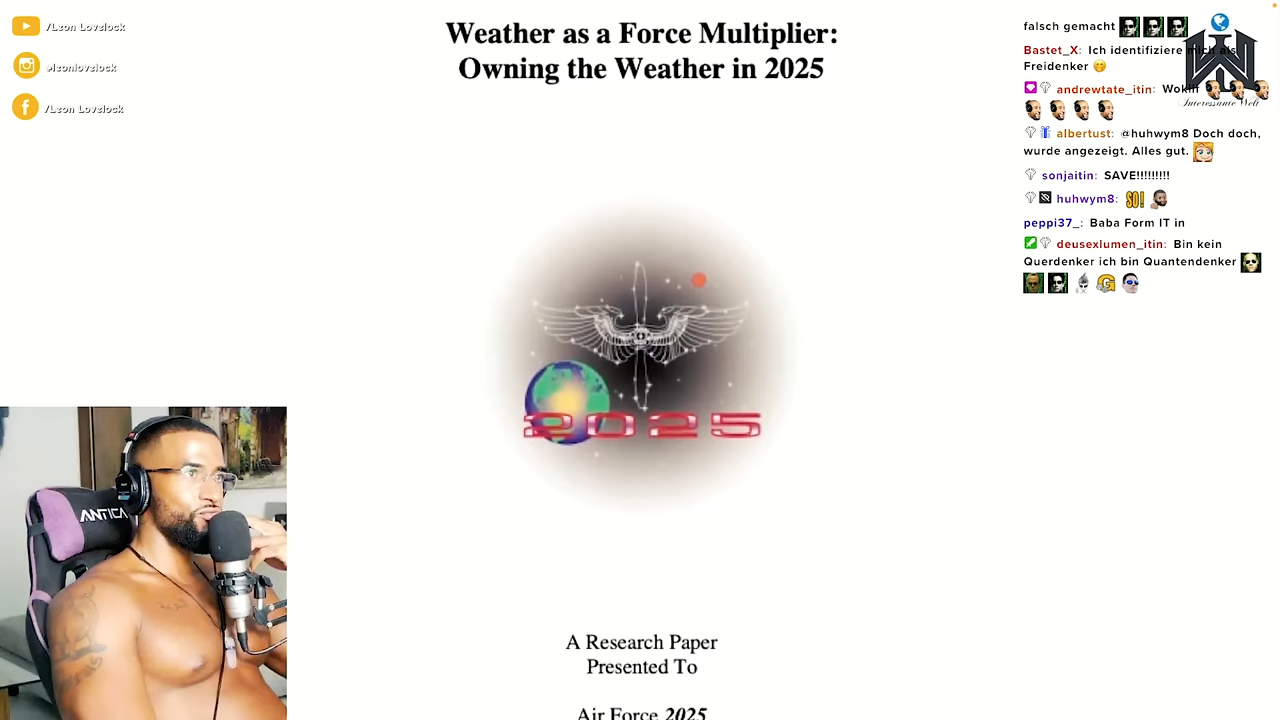 /Leon Lovelock
leonlovelock
/Leon Lovelock
Weather as a Force Multiplier:
Owning the Weather in 2025
2025
A Research Paper
Presented To
Air Force 2025
ANTICA
falsch gemacht
Bastet_X: Ich identifiziere mich als
Freidenker
andrewtate_itin:
albertust: @huhwym8 Doch doch,
wurde angezeigt. Alles gut.
sonjaitin: SAVE!!!!!!!!!
huhwym8: SO!
peppi37_: Baba Form IT in
deusexlumen_itin: Bin kein
Querdenker ich bin Quantendenker
Interessante Welt